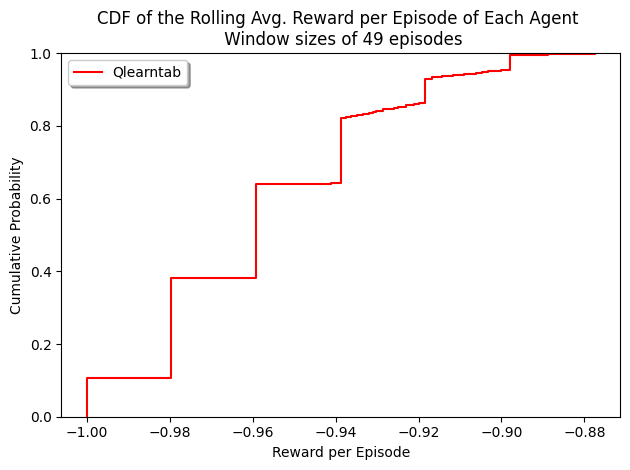 CDF of the Rolling Avg. Reward per Episode of Each Agent
Window sizes of 49 episodes
Qlearntab
Cumulative Probability
1.0
0.8
0.6
0.4
0.2
0.0
−1.00 −0.98 −0.96 −0.94 −0.92 −0.90 −0.88
Reward per Episode